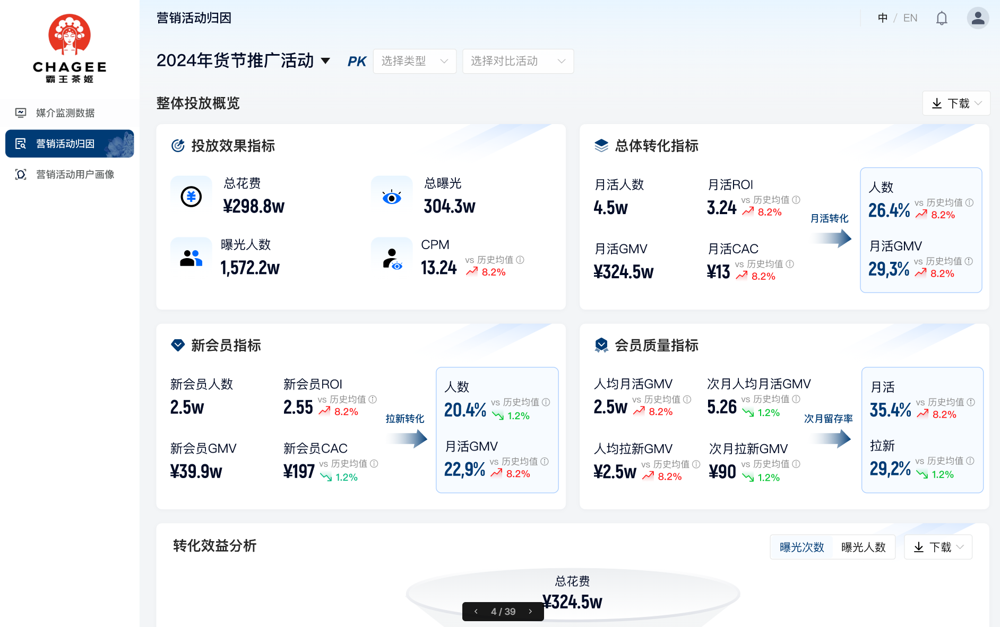 CHAGEE
霸王茶姬
媒介监测数据
营销活动归因
营销活动用户画像
营销活动归因
中 / EN
2024年货节推广活动 PK 选择类型 选择对比活动
整体投放概览
下载
投放效果指标
总花费
¥298.8w
总曝光
304.3w
曝光人数
1,572.2w
CPM
13.24
vs 历史均值
8.2%
总体转化指标
月活人数
4.5w
月活ROI
3.24
vs 历史均值
8.2%
月活GMV
¥324.5w
月活CAC
¥13
vs 历史均值
8.2%
月活转化
人数
26.4%
vs 历史均值
8.2%
月活GMV
29,3%
vs 历史均值
8.2%
新会员指标
新会员人数
2.5w
新会员ROI
2.55
vs 历史均值
8.2%
新会员GMV
¥39.9w
新会员CAC
¥197
vs 历史均值
1.2%
拉新转化
人数
20.4%
vs 历史均值
1.2%
月活GMV
22,9%
vs 历史均值
8.2%
会员质量指标
人均月活GMV
2.5w
vs 历史均值
8.2%
次月人均月活GMV
5.26
vs 历史均值
1.2%
人均拉新GMV
¥2.5w
vs 历史均值
8.2%
次月拉新GMV
¥90
vs 历史均值
1.2%
次月留存率
月活
35.4%
vs 历史均值
8.2%
拉新
29,2%
vs 历史均值
1.2%
转化效益分析
曝光次数 曝光人数 下载
总花费
¥324.5w
4 / 39